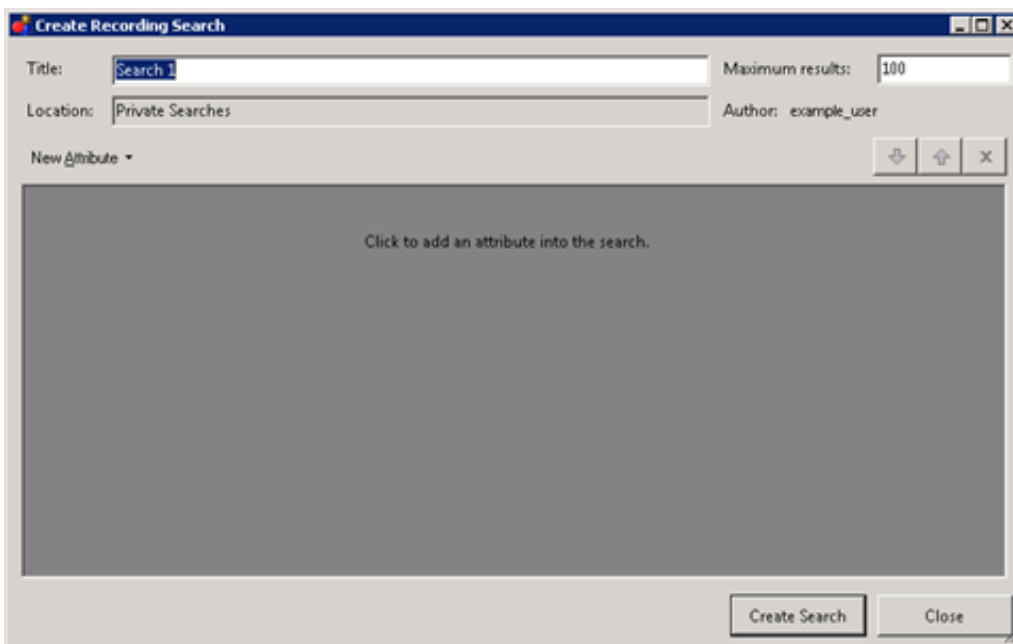 Create Recording Search
Title: Search 1 Maximum results: 100
Location: Private Searches Author: example_user
New Attribute
Click to add an attribute into the search.
Create Search Close